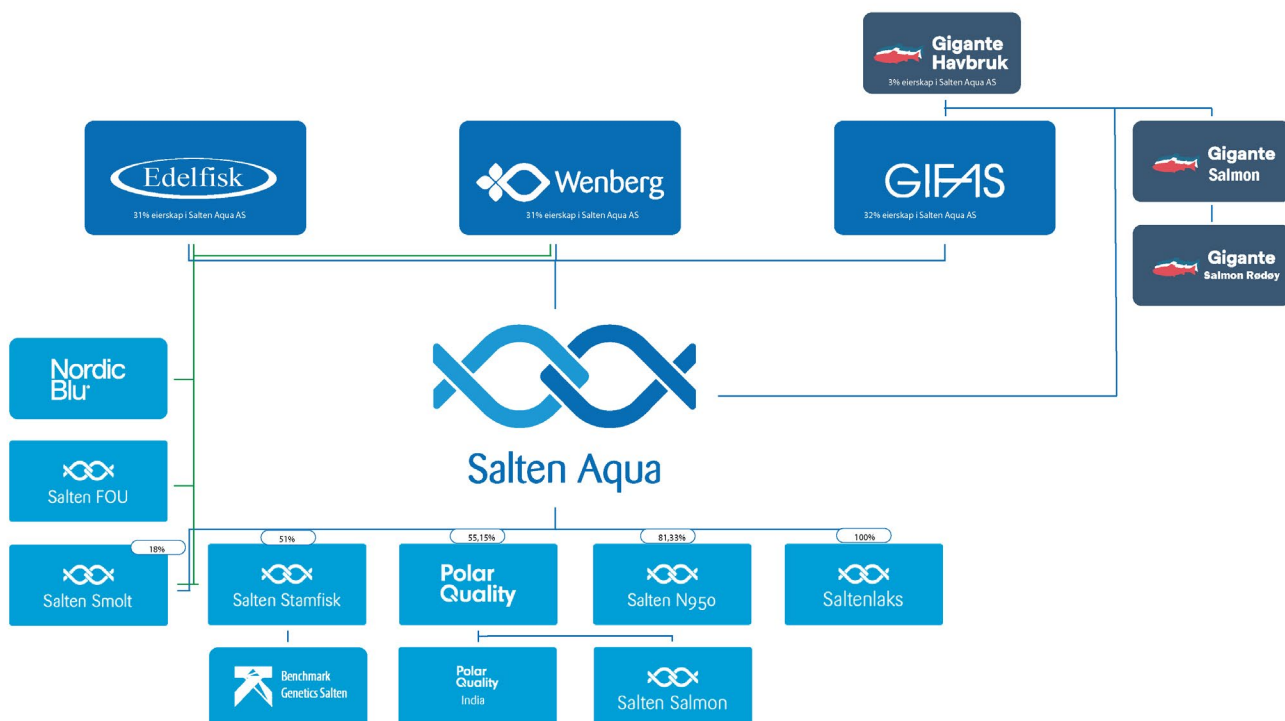 Gigante
Havbruk
3% eierskap i Salten Aqua AS
Edelfisk
31% eierskap i Salten Aqua AS
Wenberg
31% eierskap i Salten Aqua AS
GIFAS
32% eierskap i Salten Aqua AS
Gigante
Salmon
Gigante
Salmon Rødøy
Nordic
Blu
Salten Aqua
Salten FOU
18%
Salten Smolt
51%
Salten Stamfisk
55,15%
Polar
Quality
81,33%
Salten N950
100%
Saltenlaks
Benchmark
Genetics Salten
Polar
Quality
India
Salten Salmon